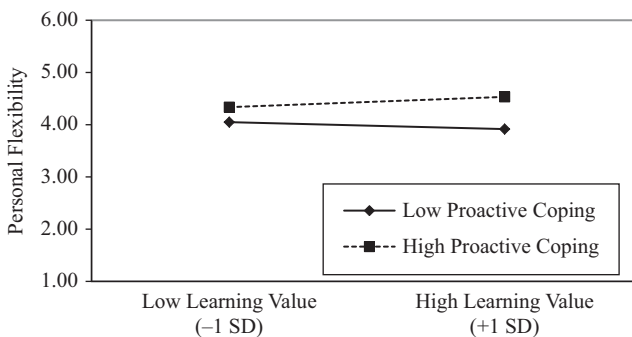 6.00
5.00
4.00
3.00
2.00
1.00
Personal Flexibility
Low Proactive Coping
High Proactive Coping
Low Learning Value
(–1 SD)
High Learning Value
(+1 SD)